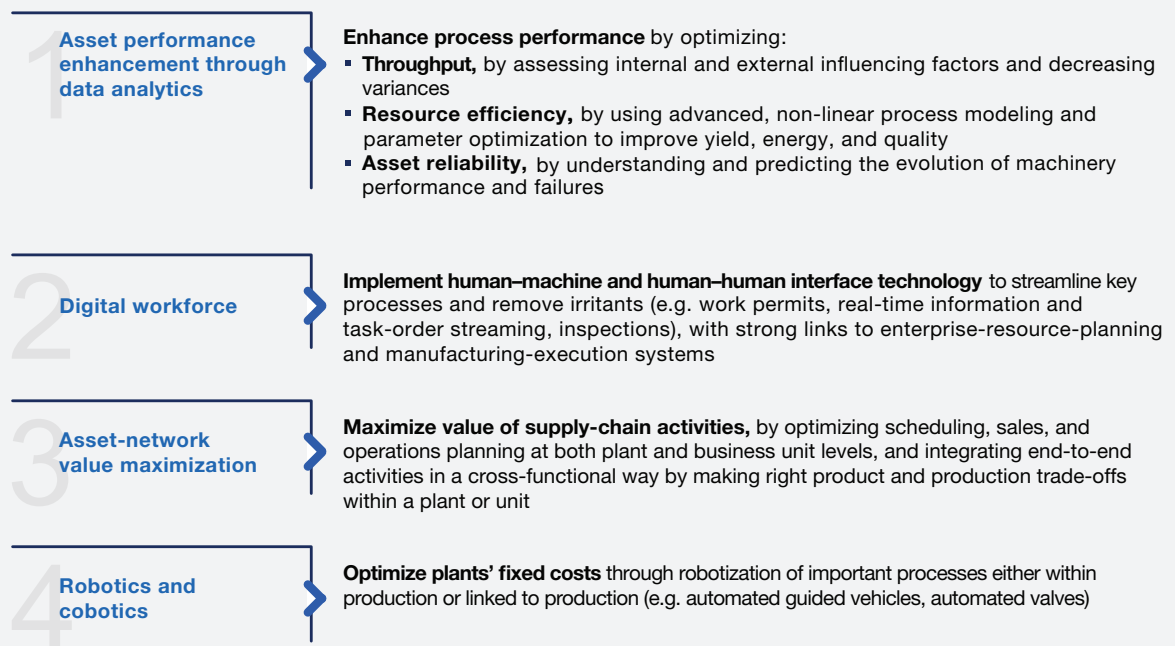 1
Asset performance
enhancement through
data analytics
Enhance process performance by optimizing:
▪ Throughput, by assessing internal and external influencing factors and decreasing
variances
▪ Resource efficiency, by using advanced, non-linear process modeling and
parameter optimization to improve yield, energy, and quality
▪ Asset reliability, by understanding and predicting the evolution of machinery
performance and failures
2
Digital workforce
Implement human–machine and human–human interface technology to streamline key
processes and remove irritants (e.g. work permits, real-time information and
task-order streaming, inspections), with strong links to enterprise-resource-planning
and manufacturing-execution systems
3
Asset-network
value maximization
Maximize value of supply-chain activities, by optimizing scheduling, sales, and
operations planning at both plant and business unit levels, and integrating end-to-end
activities in a cross-functional way by making right product and production trade-offs
within a plant or unit
4
Robotics and
cobotics
Optimize plants’ fixed costs through robotization of important processes either within
production or linked to production (e.g. automated guided vehicles, automated valves)